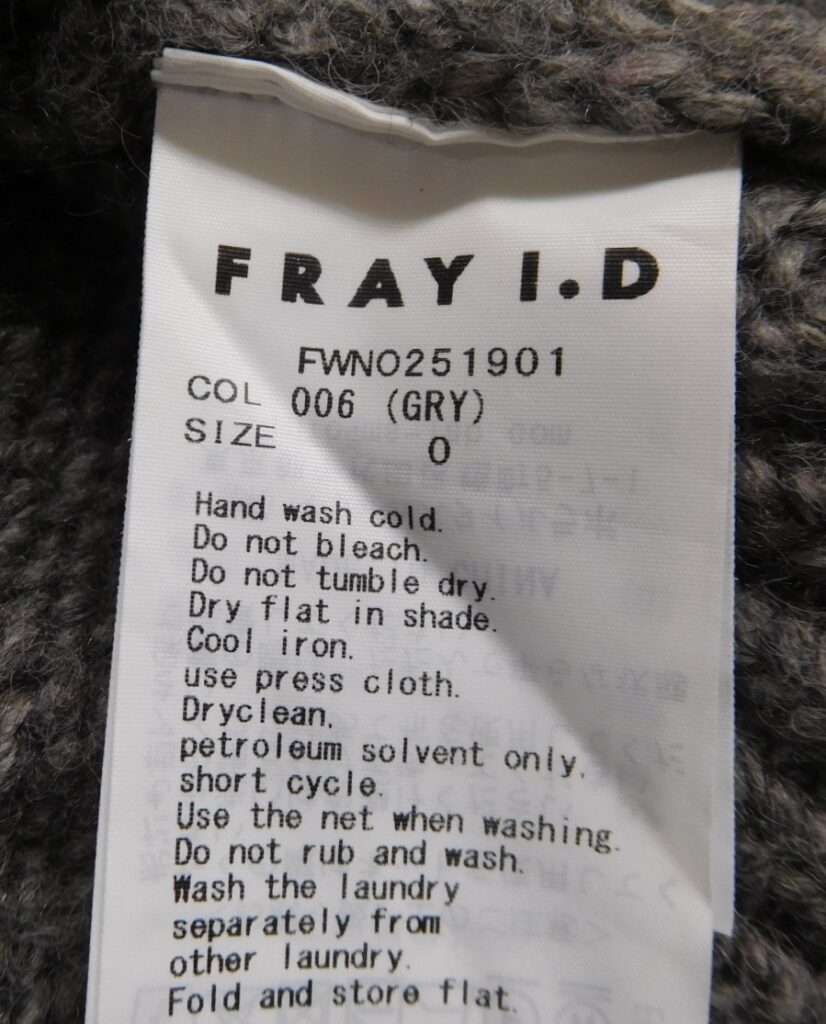 FRAY I.D
FWNO251901
COL 006 (GRY)
SIZE 0
Hand wash cold.
Do not bleach.
Do not tumble dry.
Dry flat in shade.
Cool iron.
use press cloth.
Dryclean.
petroleum solvent only.
short cycle.
Use the net when washing.
Do not rub and wash.
Wash the laundry
separately from
other laundry.
Fold and store flat.